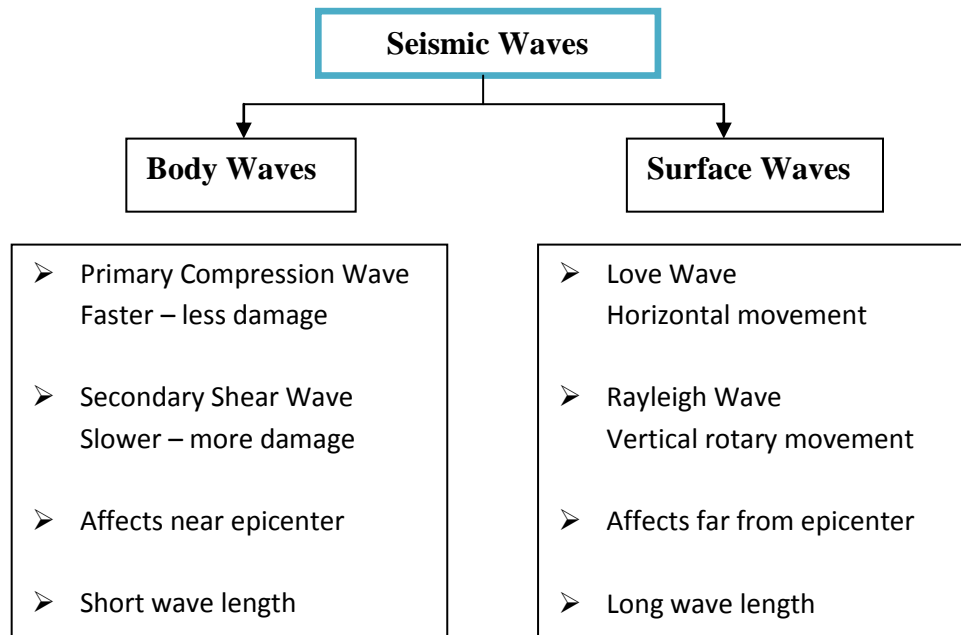 Seismic Waves
Body Waves
Surface Waves
➢ Primary Compression Wave
Faster – less damage
➢ Secondary Shear Wave
Slower – more damage
➢ Affects near epicenter
➢ Short wave length
➢ Love Wave
Horizontal movement
➢ Rayleigh Wave
Vertical rotary movement
➢ Affects far from epicenter
➢ Long wave length